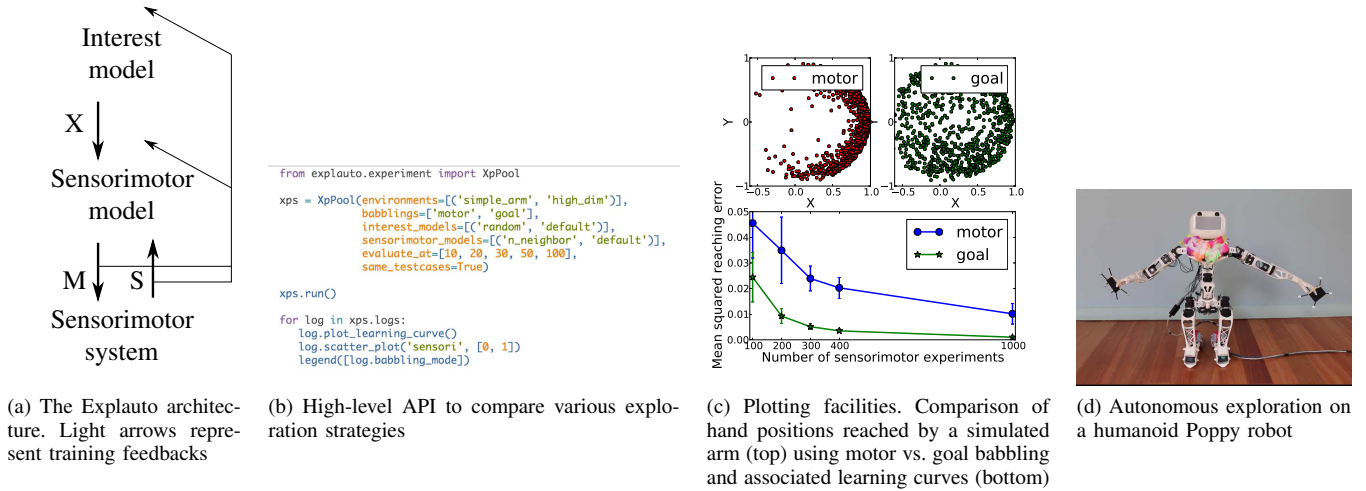 Interest
model
X
Sensorimotor
model
M
S
Sensorimotor
system
(a) The Explauto architec-
ture. Light arrows repre-
sent training feedbacks
from explauto.experiment import XpPool
xps = XpPool(environments=[('simple_arm', 'high_dim')],
babblings=['motor', 'goal'],
interest_models=[('random', 'default')],
sensorimotor_models=[('n_neighbor', 'default')],
evaluate_at=[10, 20, 30, 50, 100],
same_testcases=True)
xps.run()
for log in xps.logs:
log.plot_learning_curve()
log.scatter_plot('sensori', [0, 1])
legend([log.babbling_mode])
(b) High-level API to compare various explo-
ration strategies
motor
1
0
−1
Y
−0.5 0.0 0.5 1.0
X
goal
1
0
−1
Y
−0.5 0.0 0.5 1.0
X
Mean squared reaching error
0.05
0.04
0.03
0.02
0.01
0.00
motor
goal
100 200 300 400 1000
Number of sensorimotor experiments
(c) Plotting facilities. Comparison of
hand positions reached by a simulated
arm (top) using motor vs. goal babbling
and associated learning curves (bottom)
(d) Autonomous exploration on
a humanoid Poppy robot